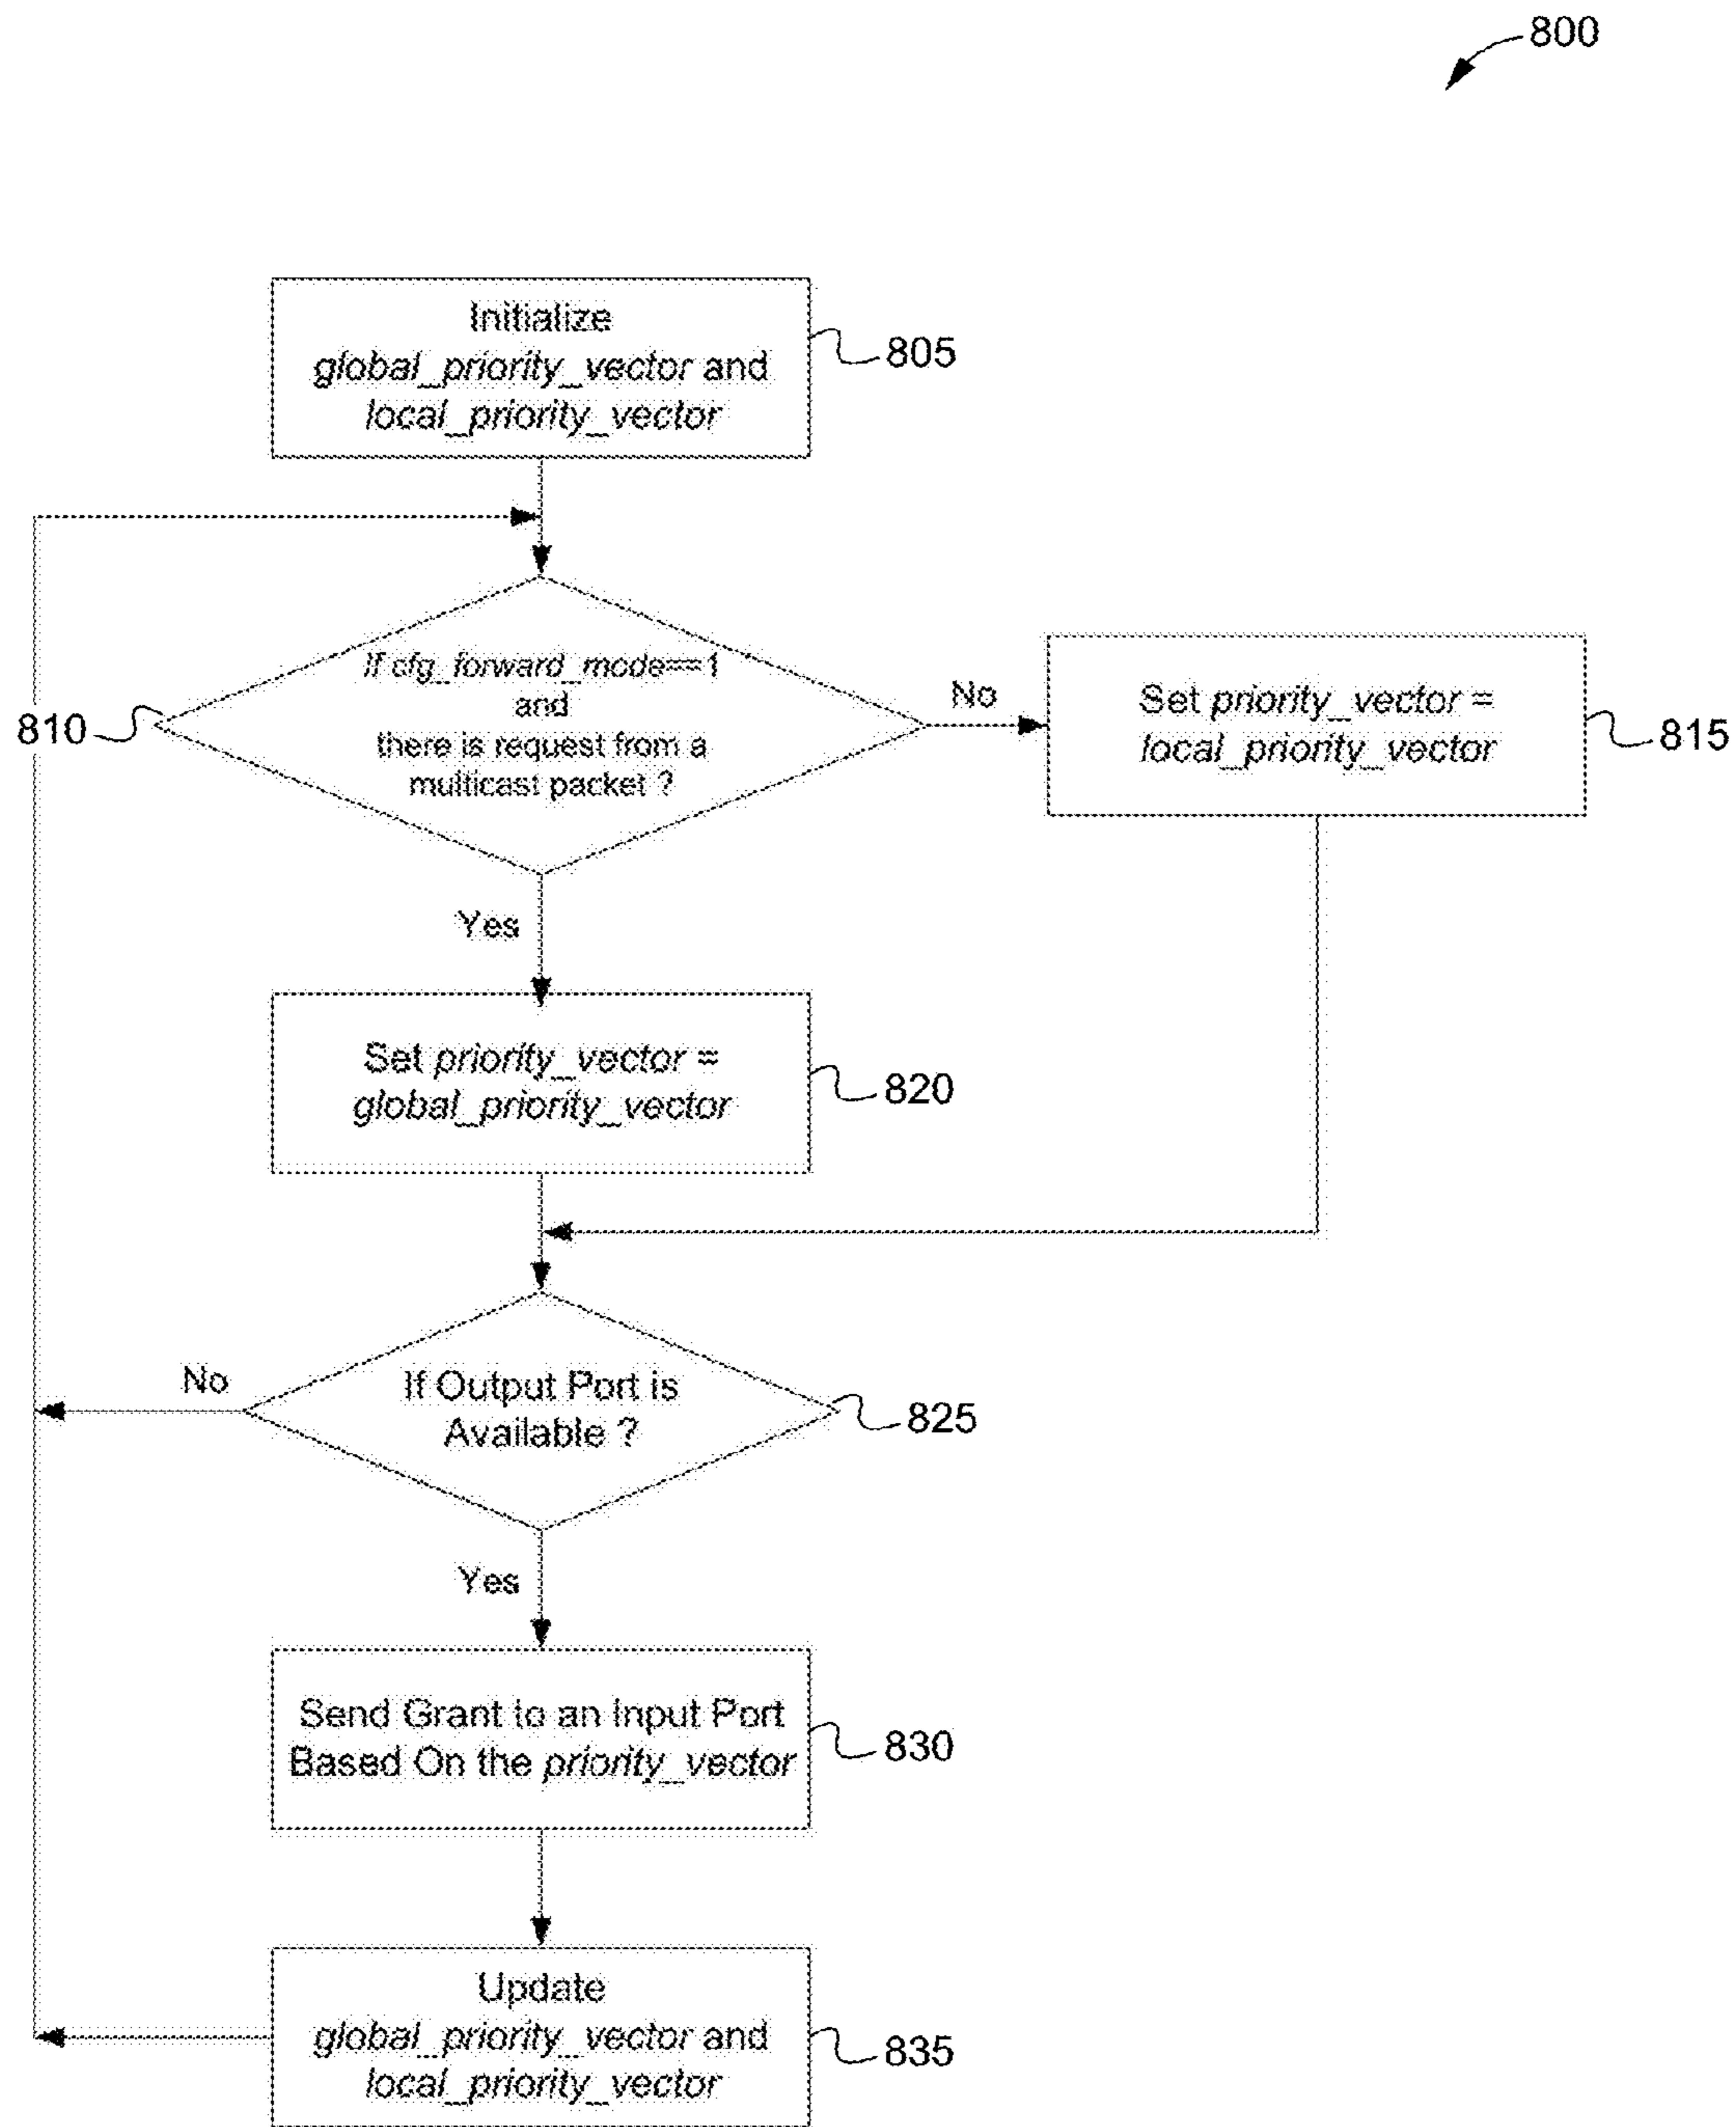 800
Initialize
global_priority_vector and
local_priority_vector
805
If cfg_forward_mode==1
and
there is request from a
multicast packet ?
810
No
Set priority_vector =
local_priority_vector
815
Yes
Set priority_vector =
global_priority_vector
820
If Output Port is
Available ?
825
No
Yes
Send Grant to an Input Port
Based On the priority_vector
830
Update
global_priority_vector and
local_priority_vector
835